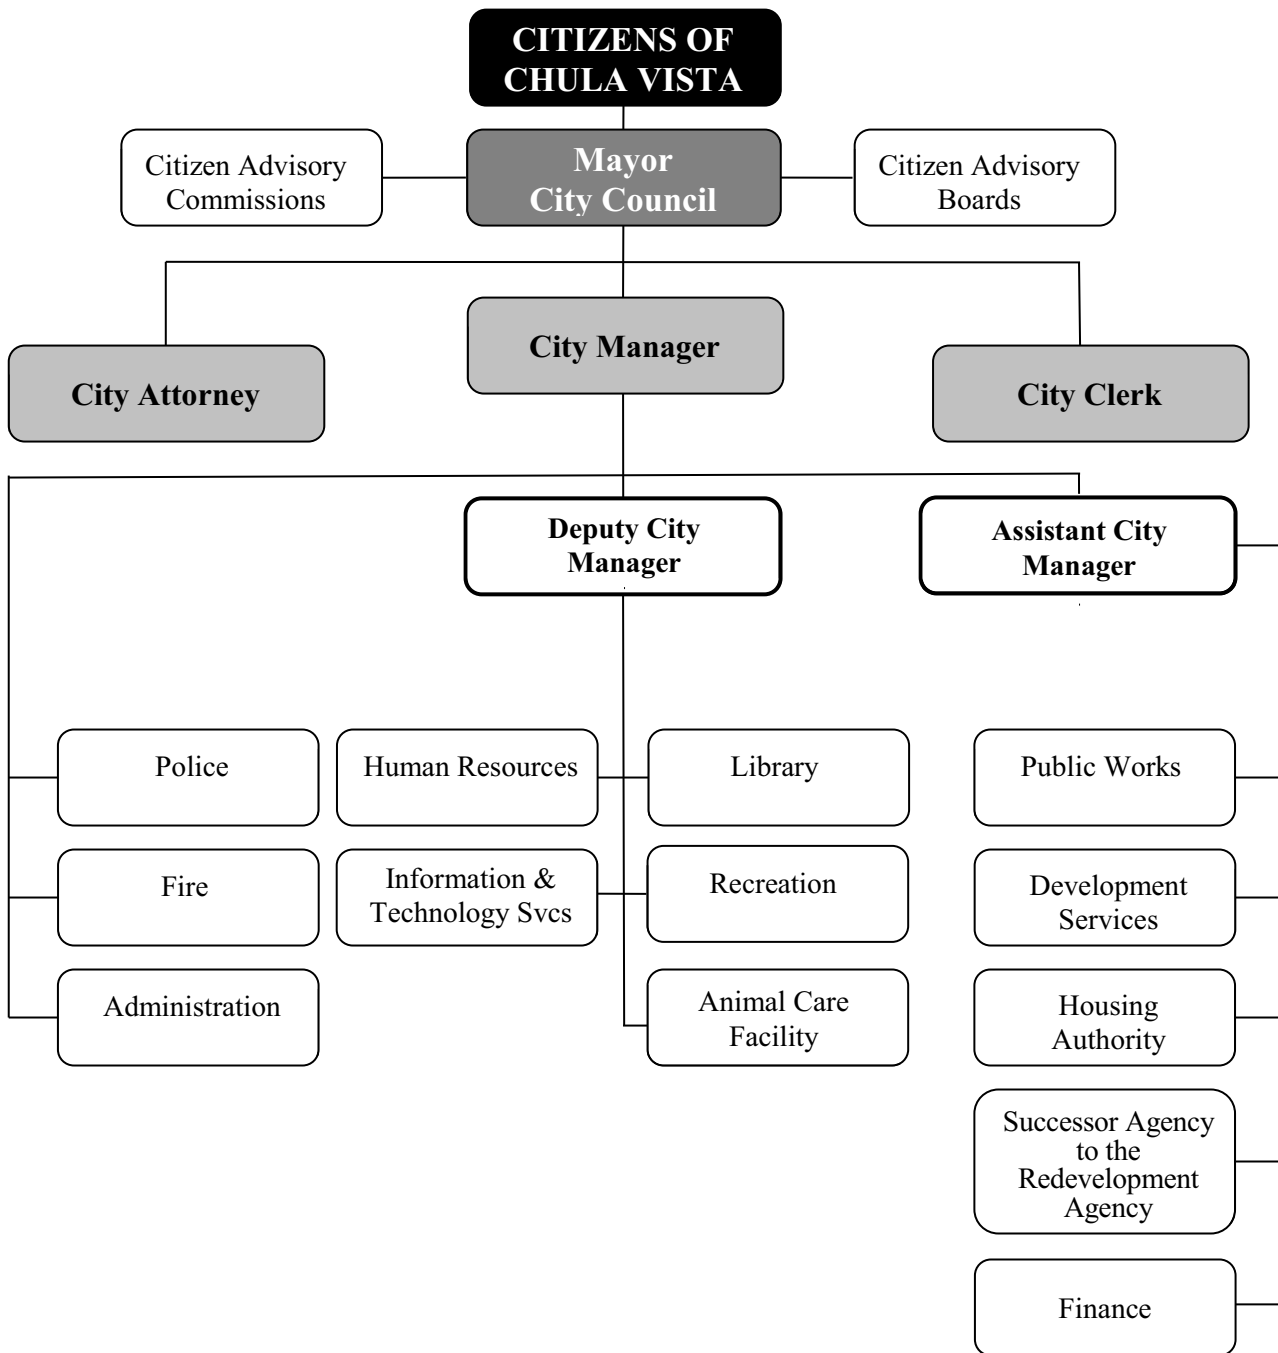 CITIZENS OF
CHULA VISTA
Citizen Advisory
Commissions
Mayor
City Council
Citizen Advisory
Boards
City Manager
City Attorney
City Clerk
Deputy City
Manager
Assistant City
Manager
Police
Human Resources
Library
Public Works
Fire
Information &
Technology Svcs
Recreation
Development
Services
Administration
Animal Care
Facility
Housing
Authority
Successor Agency
to the
Redevelopment
Agency
Finance